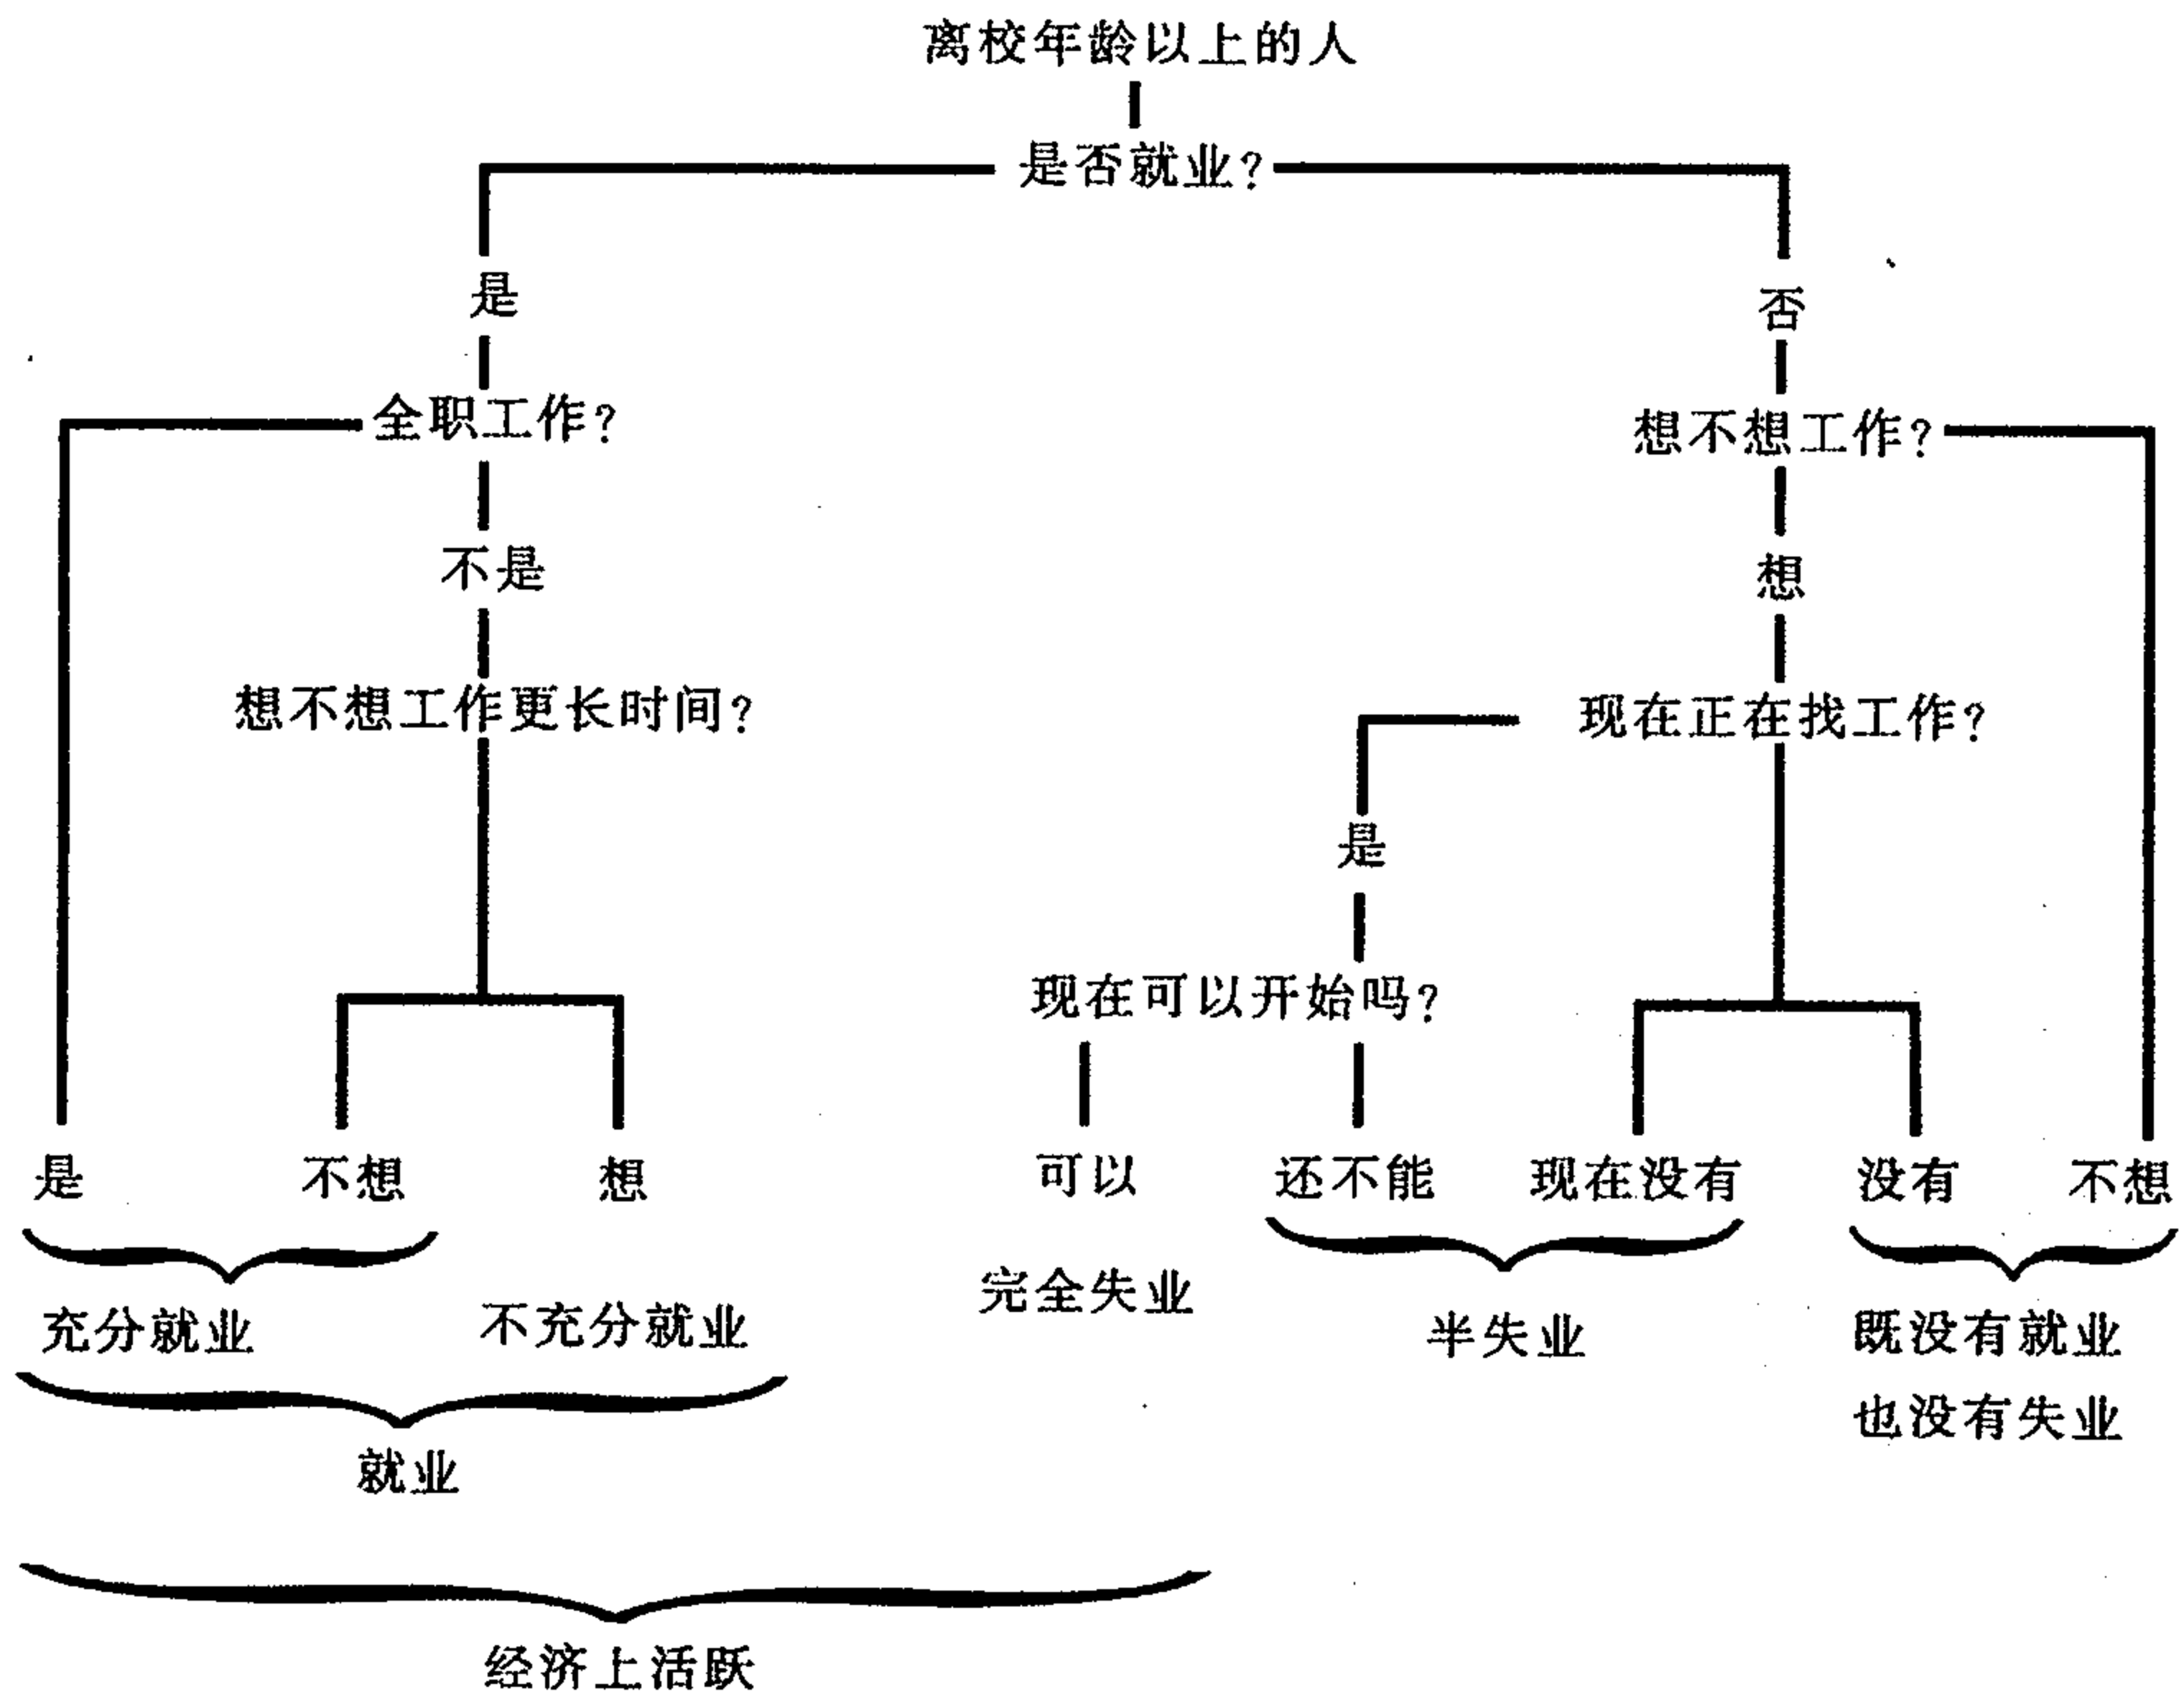 离校年龄以上的人
是否就业?
是
否
全职工作?
想不想工作?
不是
想
想不想工作更长时间?
现在正在找工作?
是
现在可以开始吗?
是
不想
想
可以
还不能
现在没有
没有
不想
充分就业
不充分就业
完全失业
半失业
既没有就业
也没有失业
就业
经济上活跃